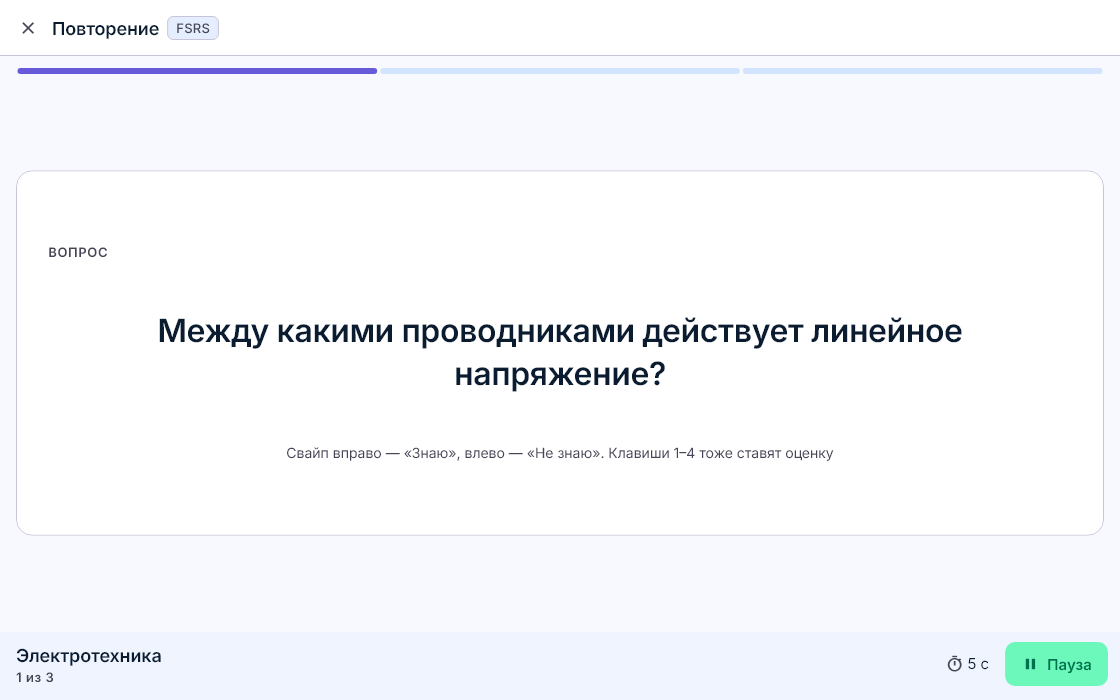 Повторение FSRS
ВОПРОС
Между какими проводниками действует линейное
напряжение?
Свайп вправо — «Знаю», влево — «Не знаю». Клавиши 1–4 тоже ставят оценку
Электротехника
1 из 3
5 с
Пауза